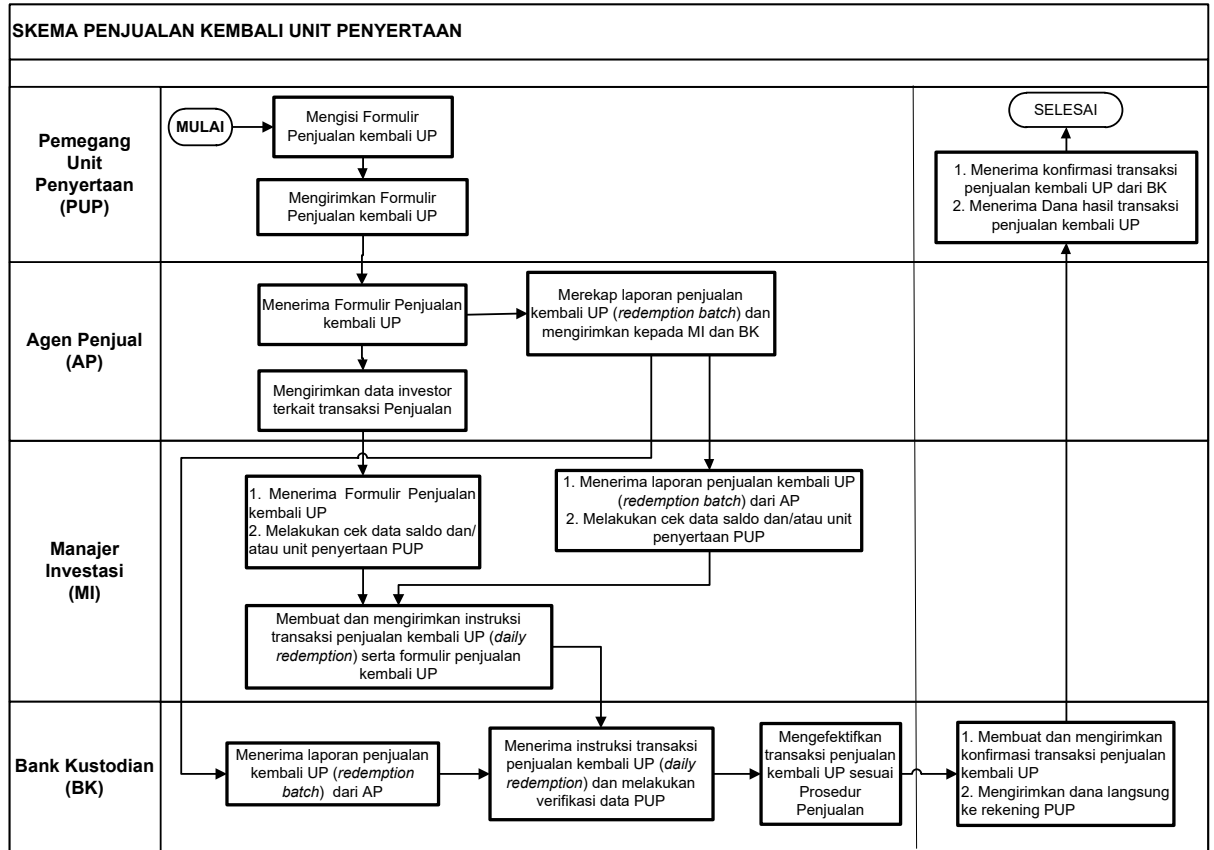 SKEMA PENJUALAN KEMBALI UNIT PENYERTAAN
Pemegang
Unit
Penyertaan
(PUP)
MULAI
Mengisi Formulir
Penjualan kembali UP
Mengirimkan Formulir
Penjualan kembali UP
SELESAI
1. Menerima konfirmasi transaksi
penjualan kembali UP dari BK
2. Menerima Dana hasil transaksi
penjualan kembali UP
Agen Penjual
(AP)
Menerima Formulir Penjualan
kembali UP
Merekap laporan penjualan
kembali UP (redemption batch) dan
mengirimkan kepada MI dan BK
Mengirimkan data investor
terkait transaksi Penjualan
Manajer
Investasi
(MI)
1. Menerima Formulir Penjualan
kembali UP
2. Melakukan cek data saldo dan/
atau unit penyertaan PUP
1. Menerima laporan penjualan kembali UP
(redemption batch) dari AP
2. Melakukan cek data saldo dan/atau unit
penyertaan PUP
Membuat dan mengirimkan instruksi
transaksi penjualan kembali UP (daily
redemption) serta formulir penjualan
kembali UP
Bank Kustodian
(BK)
Menerima laporan penjualan
kembali UP (redemption
batch) dari AP
Menerima instruksi transaksi
penjualan kembali UP (daily
redemption) dan melakukan
verifikasi data PUP
Mengefektifkan
transaksi penjualan
kembali UP sesuai
Prosedur
Penjualan
1. Membuat dan mengirimkan
konfirmasi transaksi penjualan
kembali UP
2. Mengirimkan dana langsung
ke rekening PUP